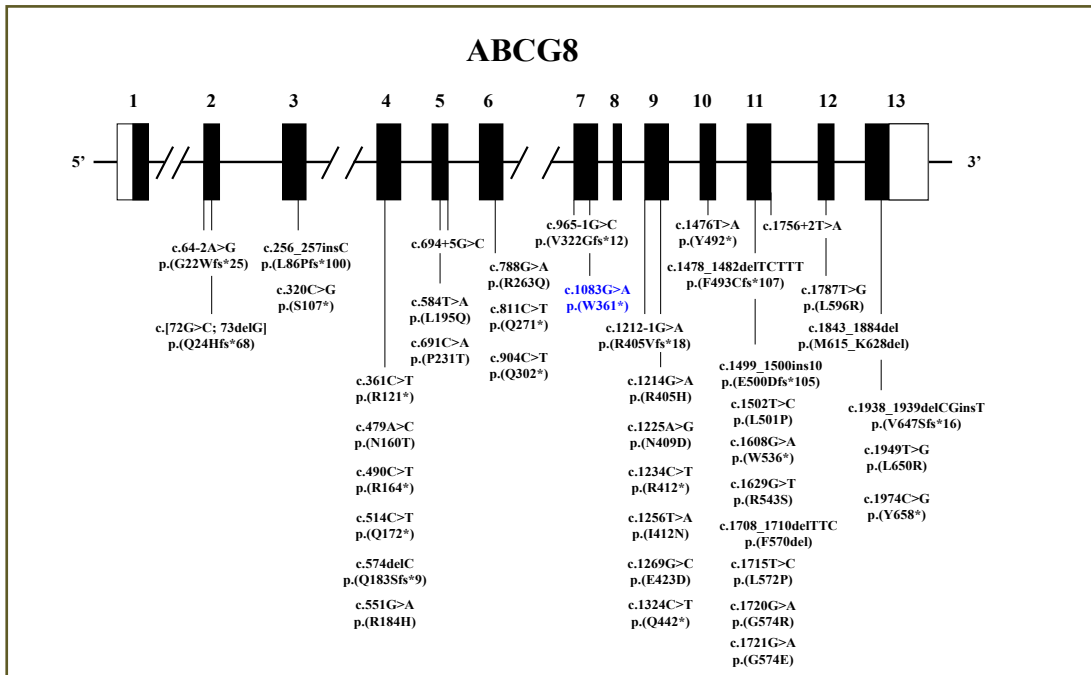 ABCG8
1 2 3 4 5 6 7 8 9 10 11 12 13
5’ 3’
c.64-2A>G
p.(G22Wfs*25)
c.[72G>C; 73delG]
p.(Q24Hfs*68)
c.256_257insC
p.(L86Pfs*100)
c.320C>G
p.(S107*)
c.361C>T
p.(R121*)
c.479A>C
p.(N160T)
c.490C>T
p.(R164*)
c.514C>T
p.(Q172*)
c.574delC
p.(Q183Sfs*9)
c.551G>A
p.(R184H)
c.694+5G>C
c.584T>A
p.(L195Q)
c.691C>A
p.(P231T)
c.788G>A
p.(R263Q)
c.811C>T
p.(Q271*)
c.904C>T
p.(Q302*)
c.965-1G>C
p.(V322Gfs*12)
c.1083G>A
p.(W361*)
c.1212-1G>A
p.(R405Vfs*18)
c.1214G>A
p.(R405H)
c.1225A>G
p.(N409D)
c.1234C>T
p.(R412*)
c.1256T>A
p.(I412N)
c.1269G>C
p.(E423D)
c.1324C>T
p.(Q442*)
c.1476T>A
p.(Y492*)
c.1478_1482delTCTTT
p.(F493Cfs*107)
c.1499_1500ins10
p.(E500Dfs*105)
c.1502T>C
p.(L501P)
c.1608G>A
p.(W536*)
c.1629G>T
p.(R543S)
c.1708_1710delTTC
p.(F570del)
c.1715T>C
p.(L572P)
c.1720G>A
p.(G574R)
c.1721G>A
p.(G574E)
c.1756+2T>A
c.1787T>G
p.(L596R)
c.1843_1884del
p.(M615_K628del)
c.1938_1939delCGinsT
p.(V647Sfs*16)
c.1949T>G
p.(L650R)
c.1974C>G
p.(Y658*)